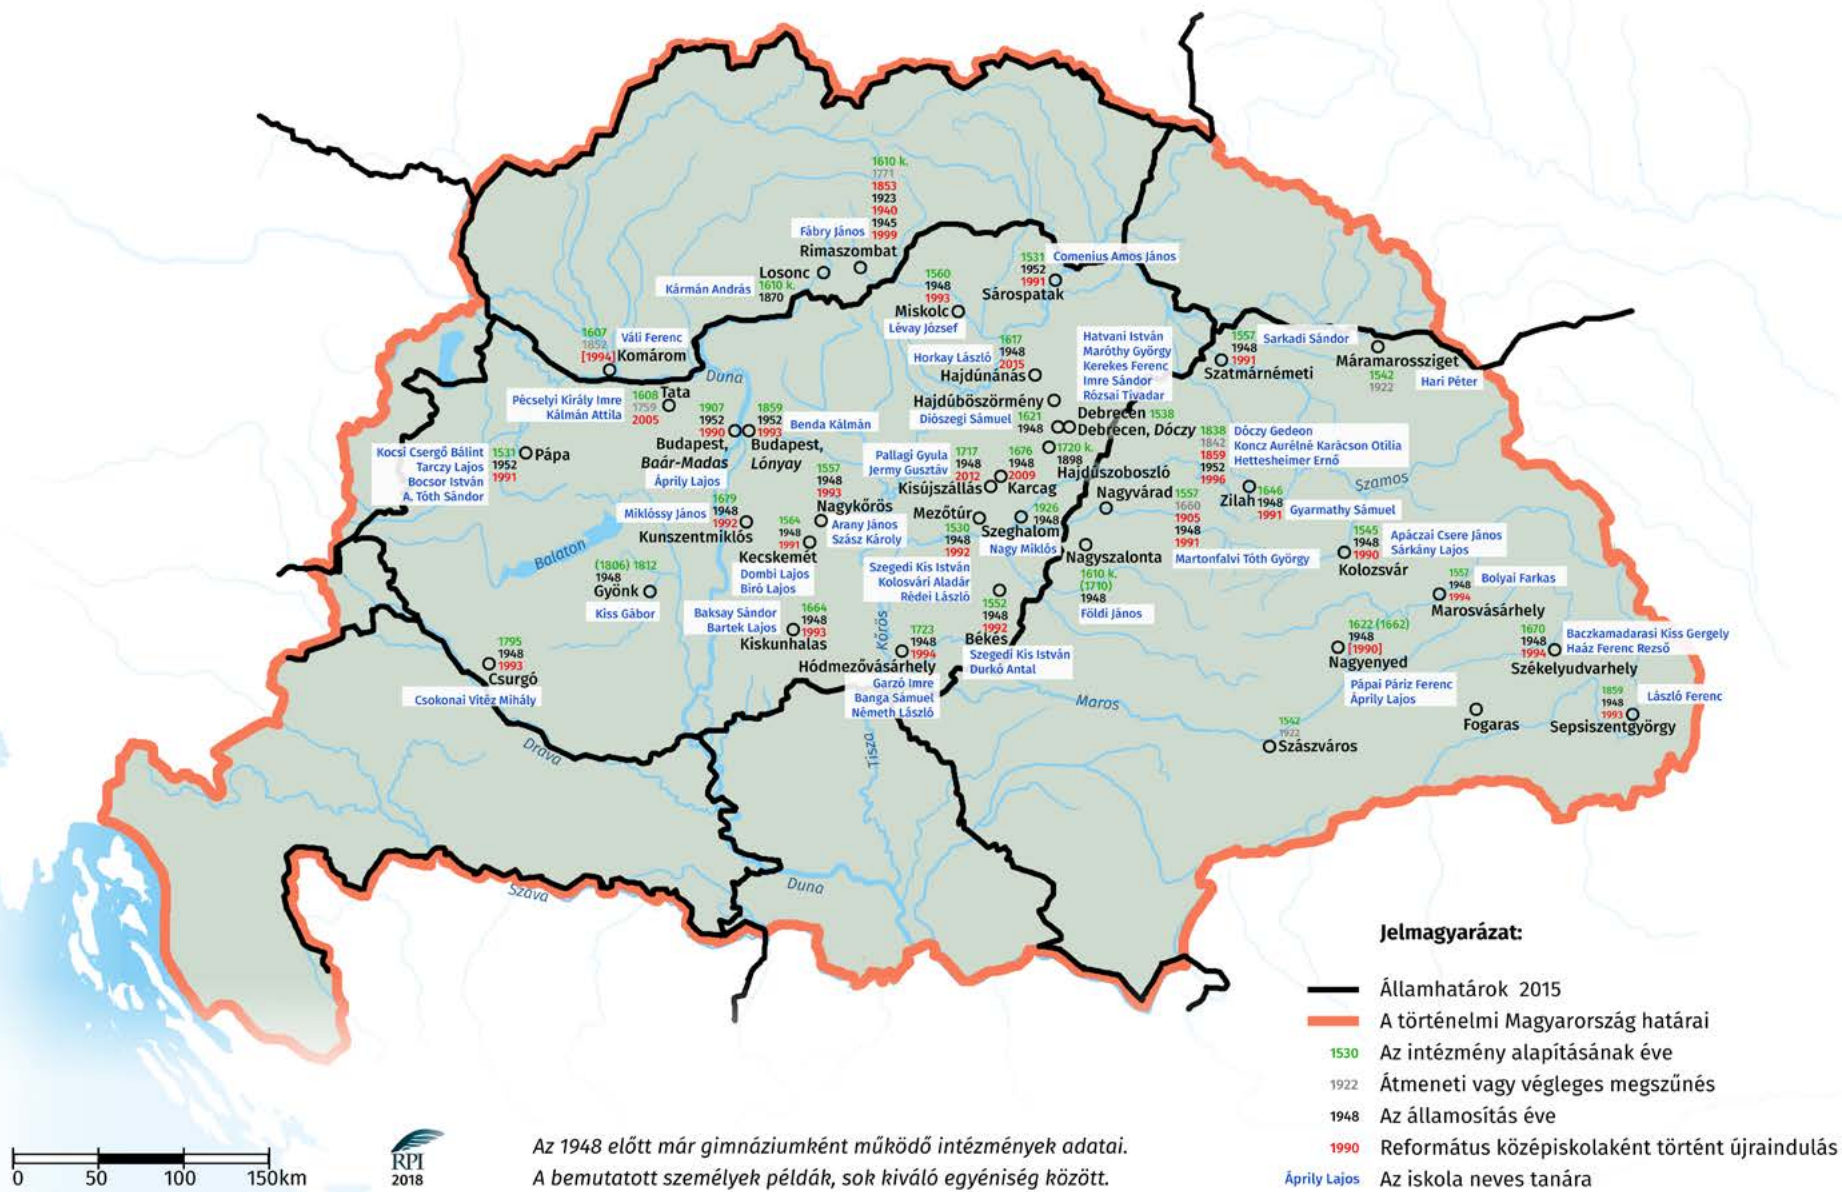 1610 k.
1771
1853
1923
1940
1945
1999
Fábry János
Rimaszombat
Losonc
1610 k.
1870
Kármán András
1531
1952
1991
Comenius Amos János
Sárospatak
1560
1948
1993
Miskolc
Lévay József
1607
1852
[1994]
Váli Ferenc
Komárom
Duna
1617
1948
2015
Horkay László
Hajdúnánás
Hatvani István
Maróthy György
Kerekes Ferenc
Imre Sándor
Rózsai Tivadar
1557
1948
1991
Sarkadi Sándor
Szatmárnémeti
Máramarossziget
1542
1922
Hari Péter
Pécselyi Király Imre
Kálmán Attila
Tata
1608
1759
2005
1907
1952
1990
Budapest,
Baár-Madas
Áprily Lajos
1859
1952
1993
Benda Kálmán
Budapest,
Lónyay
Hajdúböszörmény
Diószegi Sámuel
1621
1948
Debrecen 1538
Debrecen, Dóczy
1838
1842
1859
1952
1996
Dóczy Gedeon
Koncz Aurélné Karácson Otilia
Hettesheimer Ernő
Kocsi Csergő Bálint
Tarczy Lajos
Bocsor István
A. Tóth Sándor
1531
1952
1991
Pápa
Pallagi Gyula
Jermy Gusztáv
1717
1948
2012
Kisújszállás
1676
1948
2009
Karcag
1720 k.
1898
Hajdúszoboszló
Szamos
Zilah
1646
1948
1991
Gyarmathy Sámuel
Nagyvárad
1557
1660
1905
1948
1991
Martonfalvi Tóth György
1557
1948
1993
Nagykőrös
Arany János
Szász Károly
Miklóssy János
1679
1948
1992
Kunszentmiklós
1564
1948
1991
Kecskemét
Dombi Lajos
Bíró Lajos
Mezőtúr
1530
1948
1992
Szegedi Kis István
Kolosvári Aladár
Rédei László
1926
1948
Szeghalom
Nagy Miklós
Nagyszalonta
1610 k.
(1710)
1948
Földi János
1545
1948
1990
Apáczai Csere János
Sárkány Lajos
Kolozsvár
Balaton
(1806) 1812
1948
Gyönk
Kiss Gábor
1557
1948
1994
Bolyai Farkas
Marosvásárhely
Baksay Sándor
Bartek Lajos
1664
1948
1993
Kiskunhalas
Körös
1552
1948
1992
Békés
Szegedi Kis István
Durkó Antal
1723
1948
1994
Hódmezővásárhely
Garzó Imre
Banga Sámuel
Németh László
1622 (1662)
1948
[1990]
Nagyenyed
Pápai Páriz Ferenc
Áprily Lajos
1670
1948
1994
Baczkamadarasi Kiss Gergely
Haáz Ferenc Rezső
Székelyudvarhely
1795
1948
1993
Csurgó
Csokonai Vitéz Mihály
1859
1948
1993
László Ferenc
Sepsiszentgyörgy
Maros
Fogaras
1542
1922
Szászváros
Dráva
Tisza
Száva
Duna
Jelmagyarázat:
Államhatárok 2015
A történelmi Magyarország határai
1530 Az intézmény alapításának éve
1922 Átmeneti vagy végleges megszűnés
1948 Az államosítás éve
1990 Református középiskolaként történt újraindulás
Áprily Lajos Az iskola neves tanára
0 50 100 150km
RPI
2018
Az 1948 előtt már gimnáziumként működő intézmények adatai.
A bemutatott személyek példák, sok kiváló egyéniség között.